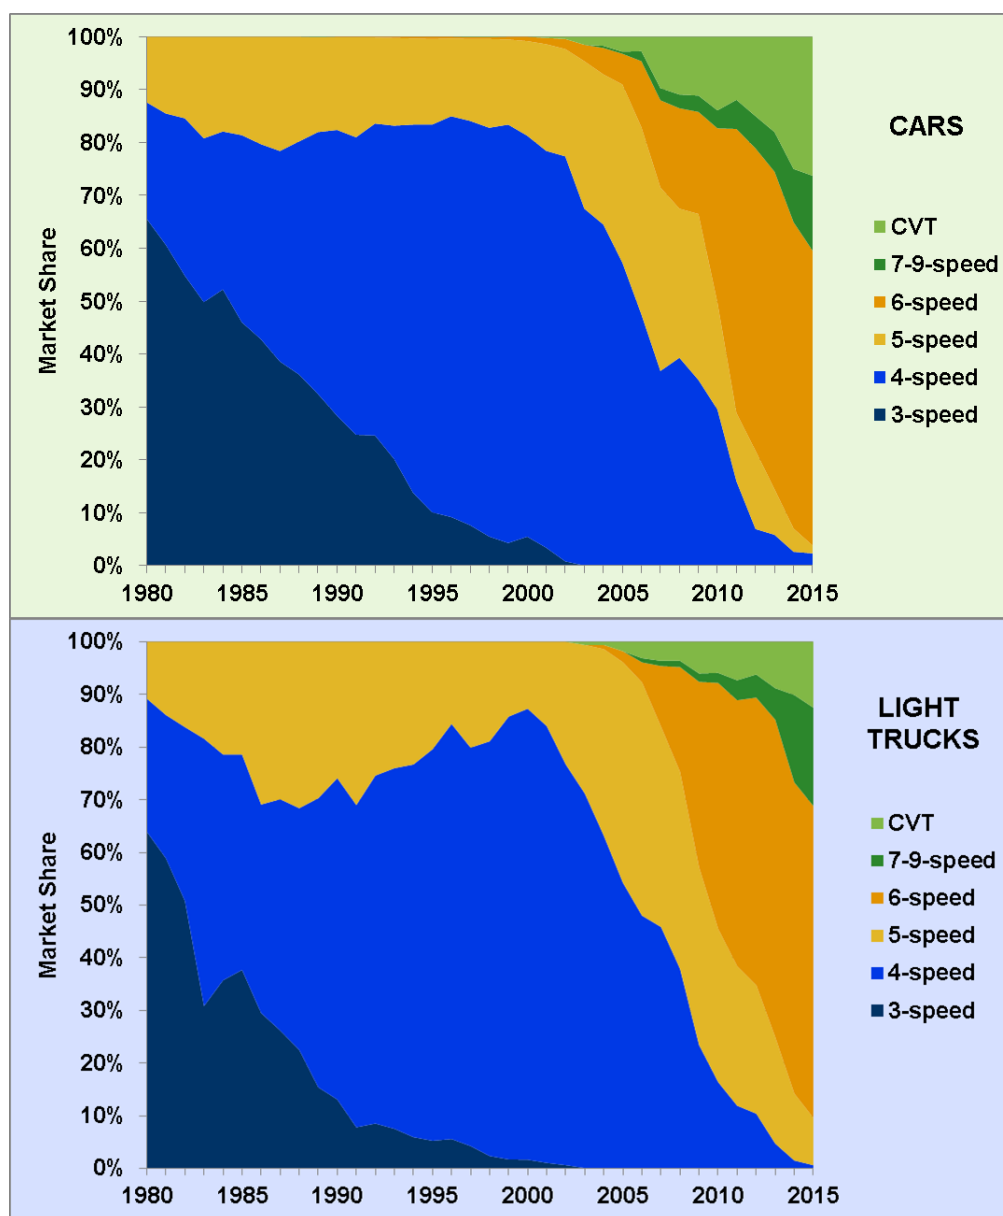 100%
90%
80%
70%
60%
50%
40%
30%
20%
10%
0%
Market Share
1980 1985 1990 1995 2000 2005 2010 2015
CARS
CVT
7-9-speed
6-speed
5-speed
4-speed
3-speed
100%
90%
80%
70%
60%
50%
40%
30%
20%
10%
0%
Market Share
1980 1985 1990 1995 2000 2005 2010 2015
LIGHT
TRUCKS
CVT
7-9-speed
6-speed
5-speed
4-speed
3-speed